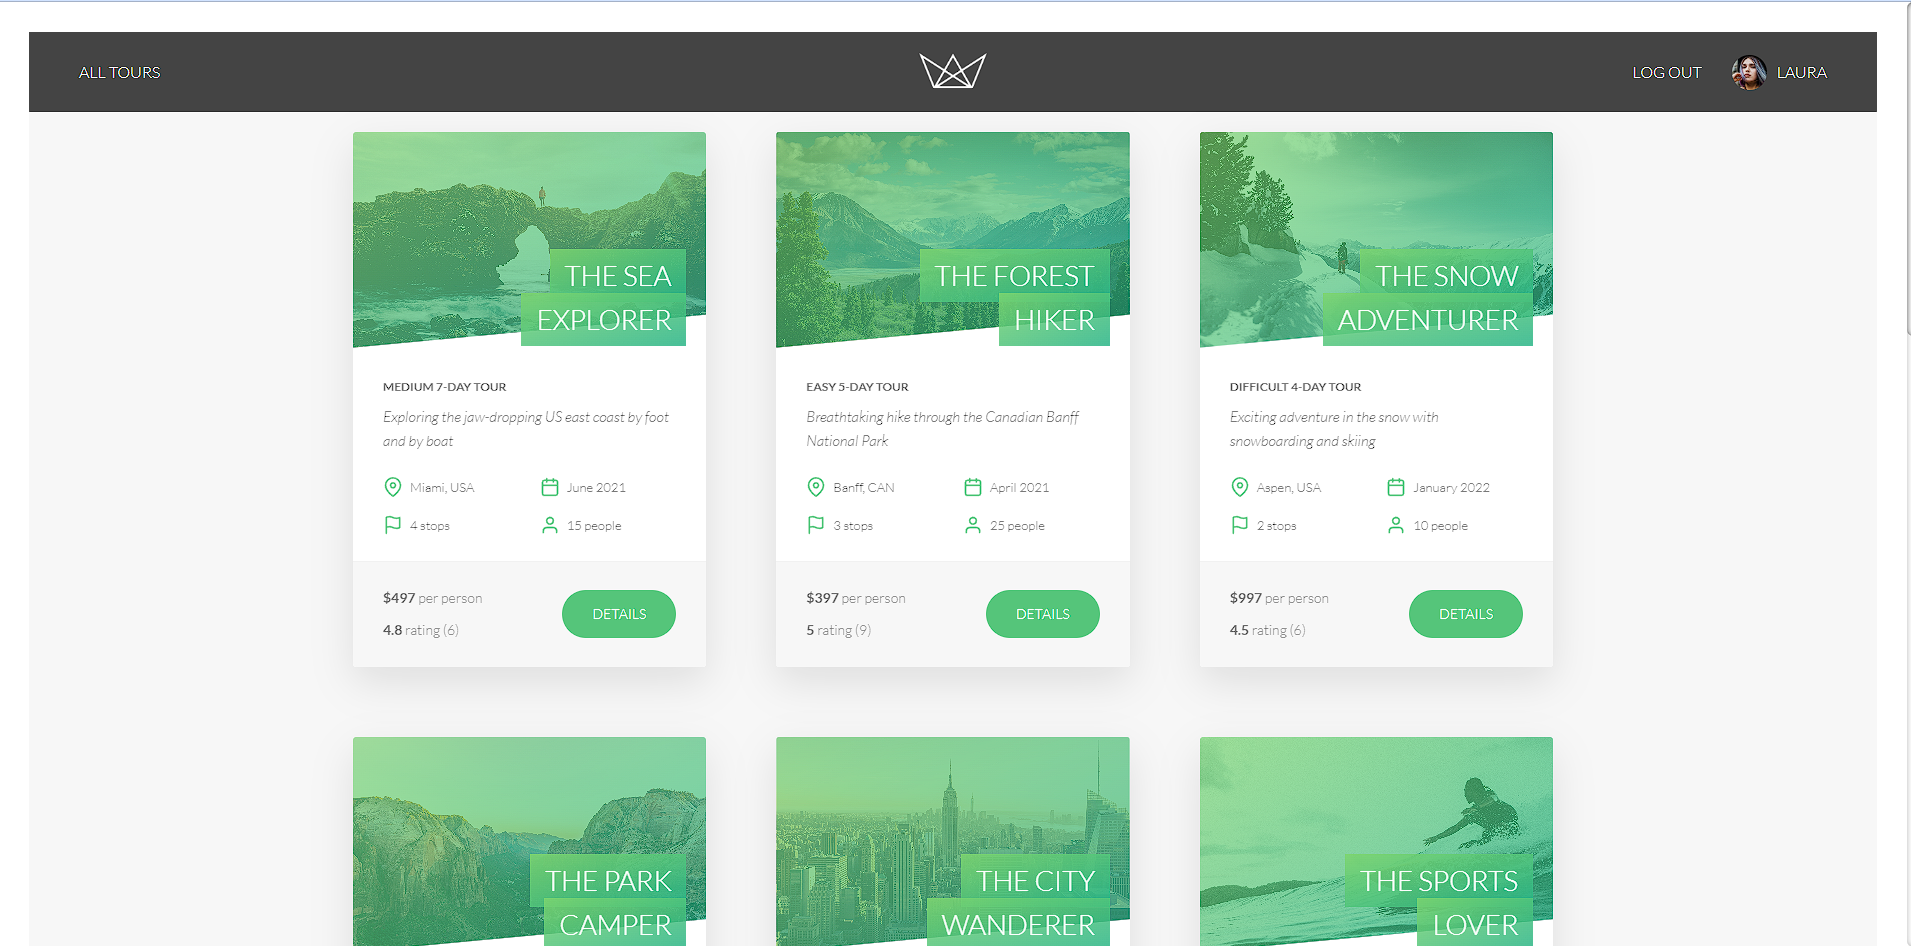 ALL TOURS
LOG OUT
LAURA
THE SEA
EXPLORER
MEDIUM 7-DAY TOUR
Exploring the jaw-dropping US east coast by foot
and by boat
Miami, USA
June 2021
4 stops
15 people
$497 per person
4.8 rating (6)
DETAILS
THE FOREST
HIKER
EASY 5-DAY TOUR
Breathtaking hike through the Canadian Banff
National Park
Banff, CAN
April 2021
3 stops
25 people
$397 per person
5 rating (9)
DETAILS
THE SNOW
ADVENTURER
DIFFICULT 4-DAY TOUR
Exciting adventure in the snow with
snowboarding and skiing
Aspen, USA
January 2022
2 stops
10 people
$997 per person
4.5 rating (6)
DETAILS
THE PARK
CAMPER
THE CITY
WANDERER
THE SPORTS
LOVER